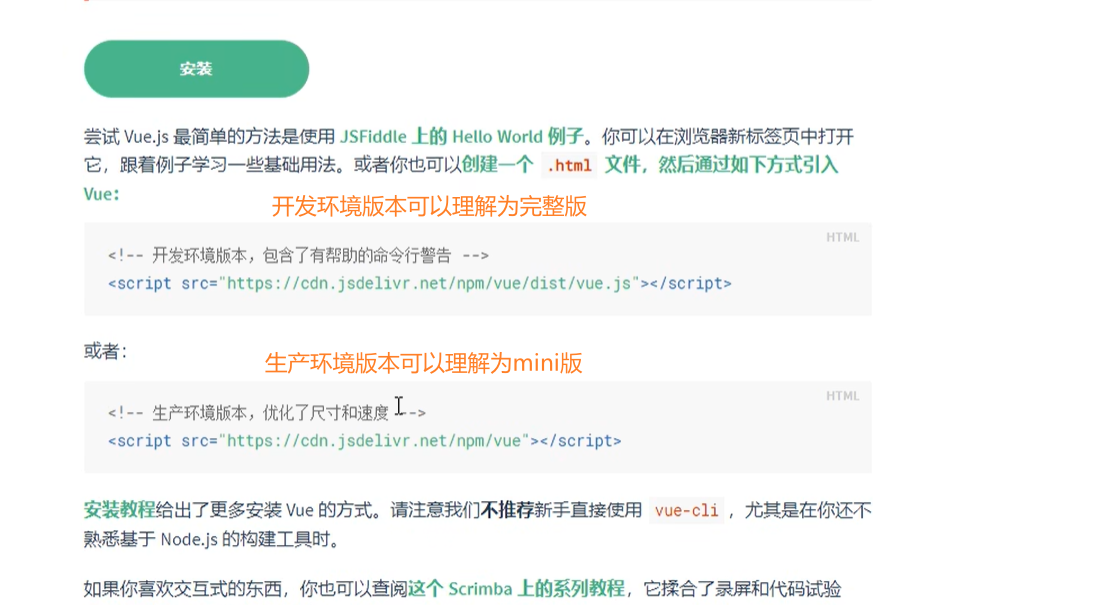 安装
尝试 Vue.js 最简单的方法是使用 JSFiddle 上的 Hello World 例子。你可以在浏览器新标签页中打开
它，跟着例子学习一些基础用法。或者你也可以创建一个 .html 文件，然后通过如下方式引入
Vue：
开发环境版本可以理解为完整版
HTML
<!-- 开发环境版本，包含了有帮助的命令行警告 -->
<script src="https://cdn.jsdelivr.net/npm/vue/dist/vue.js"></script>
或者：
生产环境版本可以理解为mini版
HTML
<!-- 生产环境版本，优化了尺寸和速度 -->
<script src="https://cdn.jsdelivr.net/npm/vue"></script>
安装教程给出了更多安装 Vue 的方式。请注意我们不推荐新手直接使用 vue-cli ，尤其是在你还不
熟悉基于 Node.js 的构建工具时。
如果你喜欢交互式的东西，你也可以查阅这个 Scrimba 上的系列教程，它揉合了录屏和代码试验